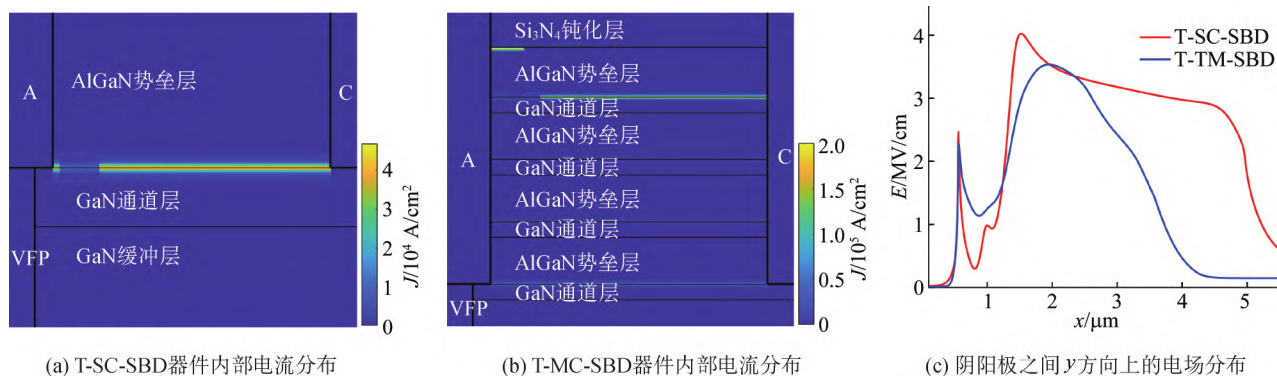 A
AlGaN势垒层
C
GaN通道层
VFP
GaN缓冲层
4
3
2
1
0
J/10⁴ A/cm²
(a) T-SC-SBD器件内部电流分布
Si₃N₄钝化层
AlGaN势垒层
GaN通道层
AlGaN势垒层
A
GaN通道层
C
AlGaN势垒层
GaN通道层
AlGaN势垒层
VFP
GaN通道层
2.0
1.5
1.0
0.5
0
J/10⁵ A/cm²
(b) T-MC-SBD器件内部电流分布
T-SC-SBD
T-TM-SBD
4
3
2
1
0
E/MV/cm
1 2 3 4 5
x/μm
(c) 阴阳极之间y方向上的电场分布